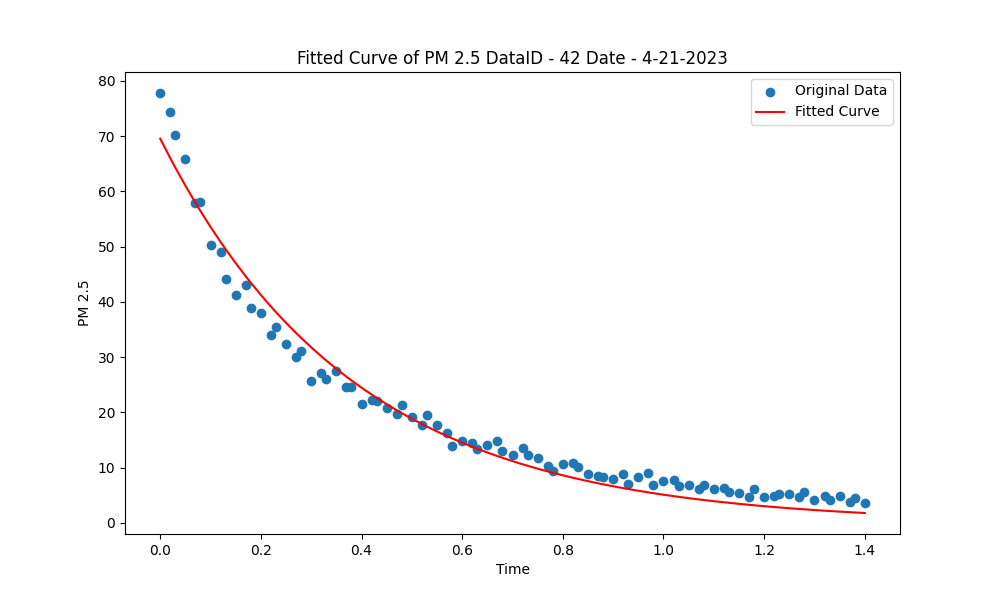 Fitted Curve of PM 2.5 DataID - 42 Date - 4-21-2023
Original Data
Fitted Curve
PM 2.5
80
70
60
50
40
30
20
10
0
0.0 0.2 0.4 0.6 0.8 1.0 1.2 1.4
Time